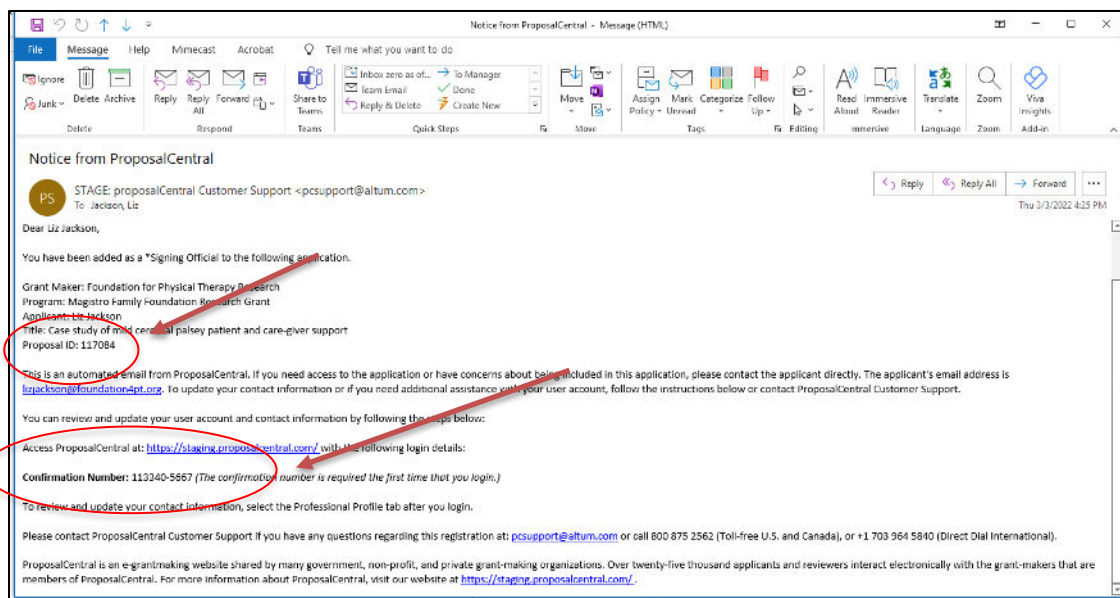 Notice from ProposalCentral - Message (HTML)
File Message Help Mimecast Acrobat Tell me what you want to do
Ignore
Junk
Delete Archive
Reply Reply All Forward
Share to Teams
Inbox zero as of... To Manager
Team Email Done
Reply & Delete Create New
Move
Assign Policy Mark Unread Categorize Follow Up
Read Aloud Immersive Reader
Translate
Zoom
Viva Insights
Delete Respond Teams Quick Steps Move Tags Editing Immersive Language Zoom Add-in
Notice from ProposalCentral
PS
STAGE: proposalCentral Customer Support <pcsupport@altum.com>
To Jackson, Liz
Reply Reply All Forward
Thu 3/3/2022 4:25 PM
Dear Liz Jackson,
You have been added as a *Signing Official to the following application.
Grant Maker: Foundation for Physical Therapy Research
Program: Magistro Family Foundation Research Grant
Applicant: Liz Jackson
Title: Case study of mild cerebral palsey patient and care-giver support
Proposal ID: 117084
This is an automated email from ProposalCentral. If you need access to the application or have concerns about being included in this application, please contact the applicant directly. The applicant's email address is
lizjackson@foundation4pt.org. To update your contact information or if you need additional assistance with your user account, follow the instructions below or contact ProposalCentral Customer Support.
You can review and update your user account and contact information by following the steps below:
Access ProposalCentral at: https://staging.proposalcentral.com/ with the following login details:
Confirmation Number: 113340-5667 (The confirmation number is required the first time that you login.)
To review and update your contact information, select the Professional Profile tab after you login.
Please contact ProposalCentral Customer Support if you have any questions regarding this registration at: pcsupport@altum.com or call 800 875 2562 (Toll-free U.S. and Canada), or +1 703 964 5840 (Direct Dial International).
ProposalCentral is an e-grantmaking website shared by many government, non-profit, and private grant-making organizations. Over twenty-five thousand applicants and reviewers interact electronically with the grant-makers that are
members of ProposalCentral. For more information about ProposalCentral, visit our website at https://staging.proposalcentral.com/ .